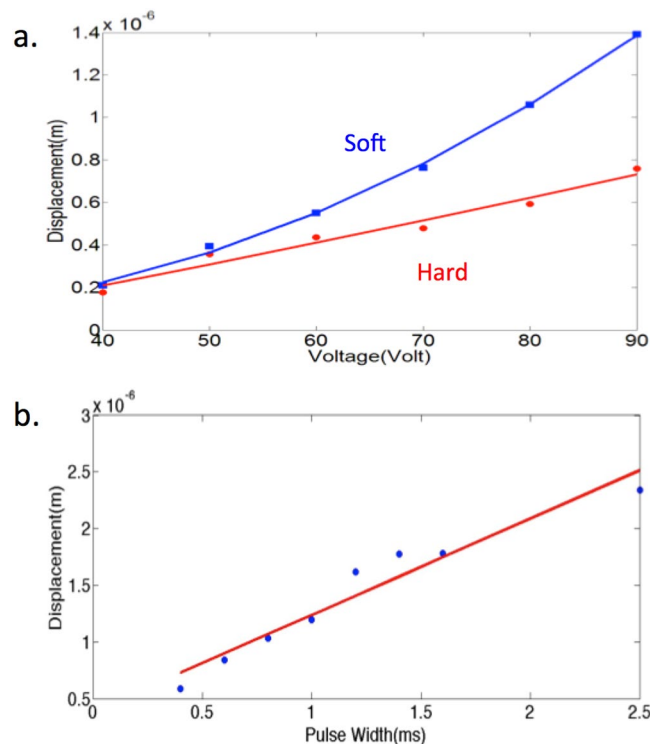 a.
x 10-6
1.4
1.2
1
0.8
0.6
0.4
0.2
0
Displacement(m)
Soft
Hard
40 50 60 70 80 90
Voltage(Volt)
b.
x 10-6
3
2.5
2
1.5
1
0.5
Displacement(m)
0 0.5 1 1.5 2 2.5
Pulse Width(ms)